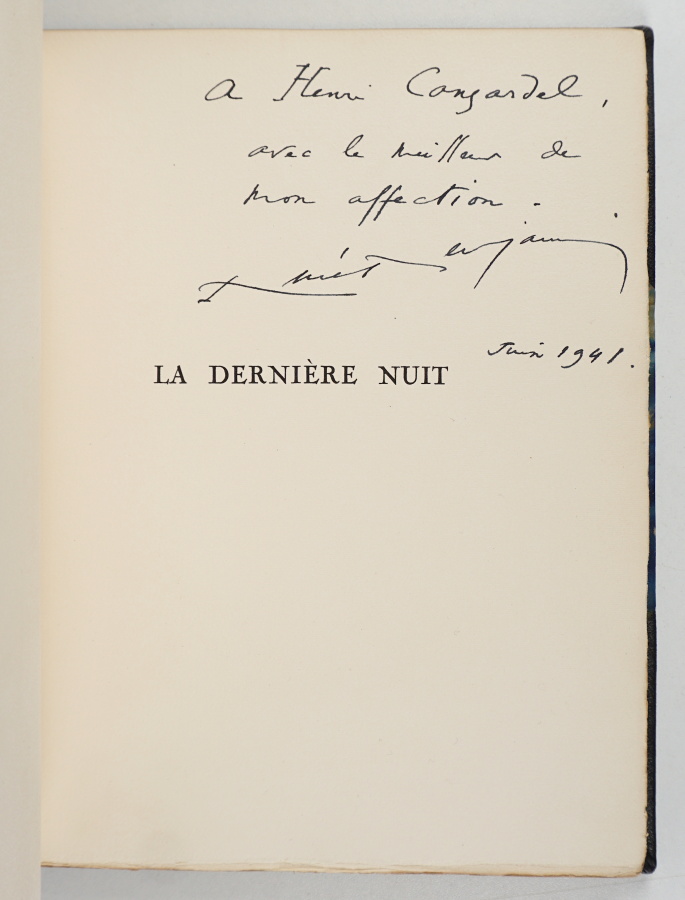 A Henri Congardel,
avec le meilleur de
mon affection.
Juin 1941.
LA DERNIÈRE NUIT